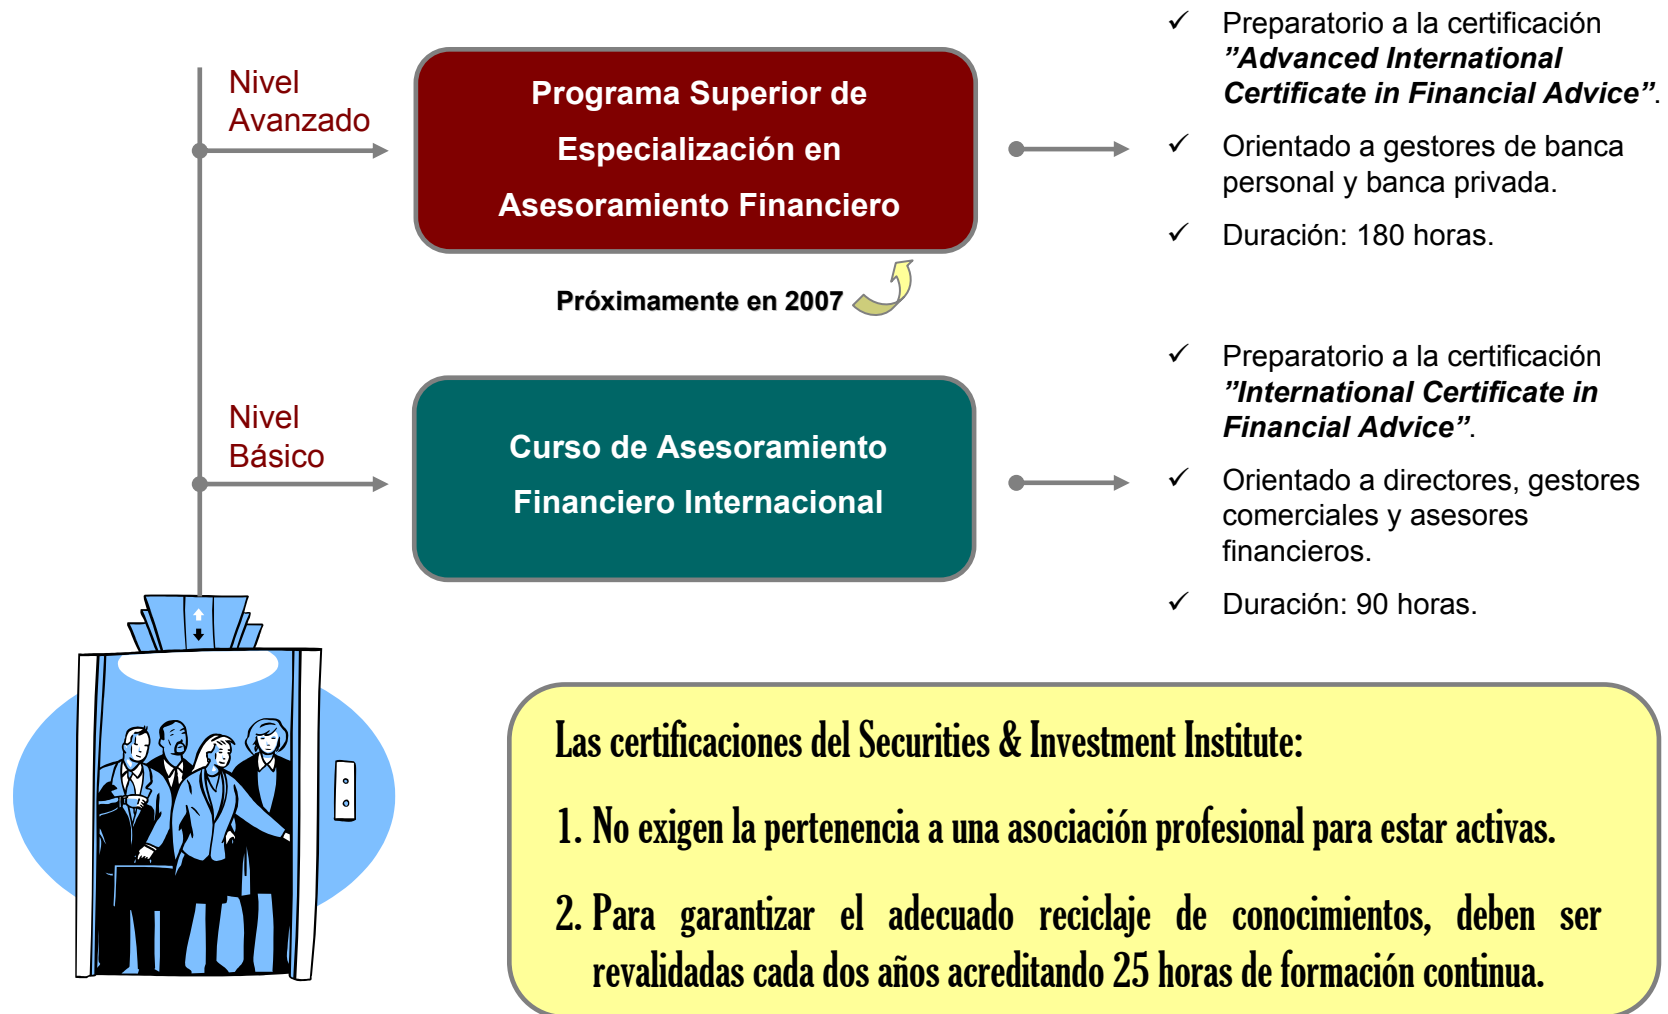 Nivel
Avanzado
Programa Superior de
Especialización en
Asesoramiento Financiero
✓ Preparatorio a la certificación
”Advanced International
Certificate in Financial Advice”.
✓ Orientado a gestores de banca
personal y banca privada.
✓ Duración: 180 horas.
Próximamente en 2007
Nivel
Básico
Curso de Asesoramiento
Financiero Internacional
✓ Preparatorio a la certificación
”International Certificate in
Financial Advice”.
✓ Orientado a directores, gestores
comerciales y asesores
financieros.
✓ Duración: 90 horas.
Las certificaciones del Securities & Investment Institute:
1. No exigen la pertenencia a una asociación profesional para estar activas.
2. Para garantizar el adecuado reciclaje de conocimientos, deben ser
revalidadas cada dos años acreditando 25 horas de formación continua.